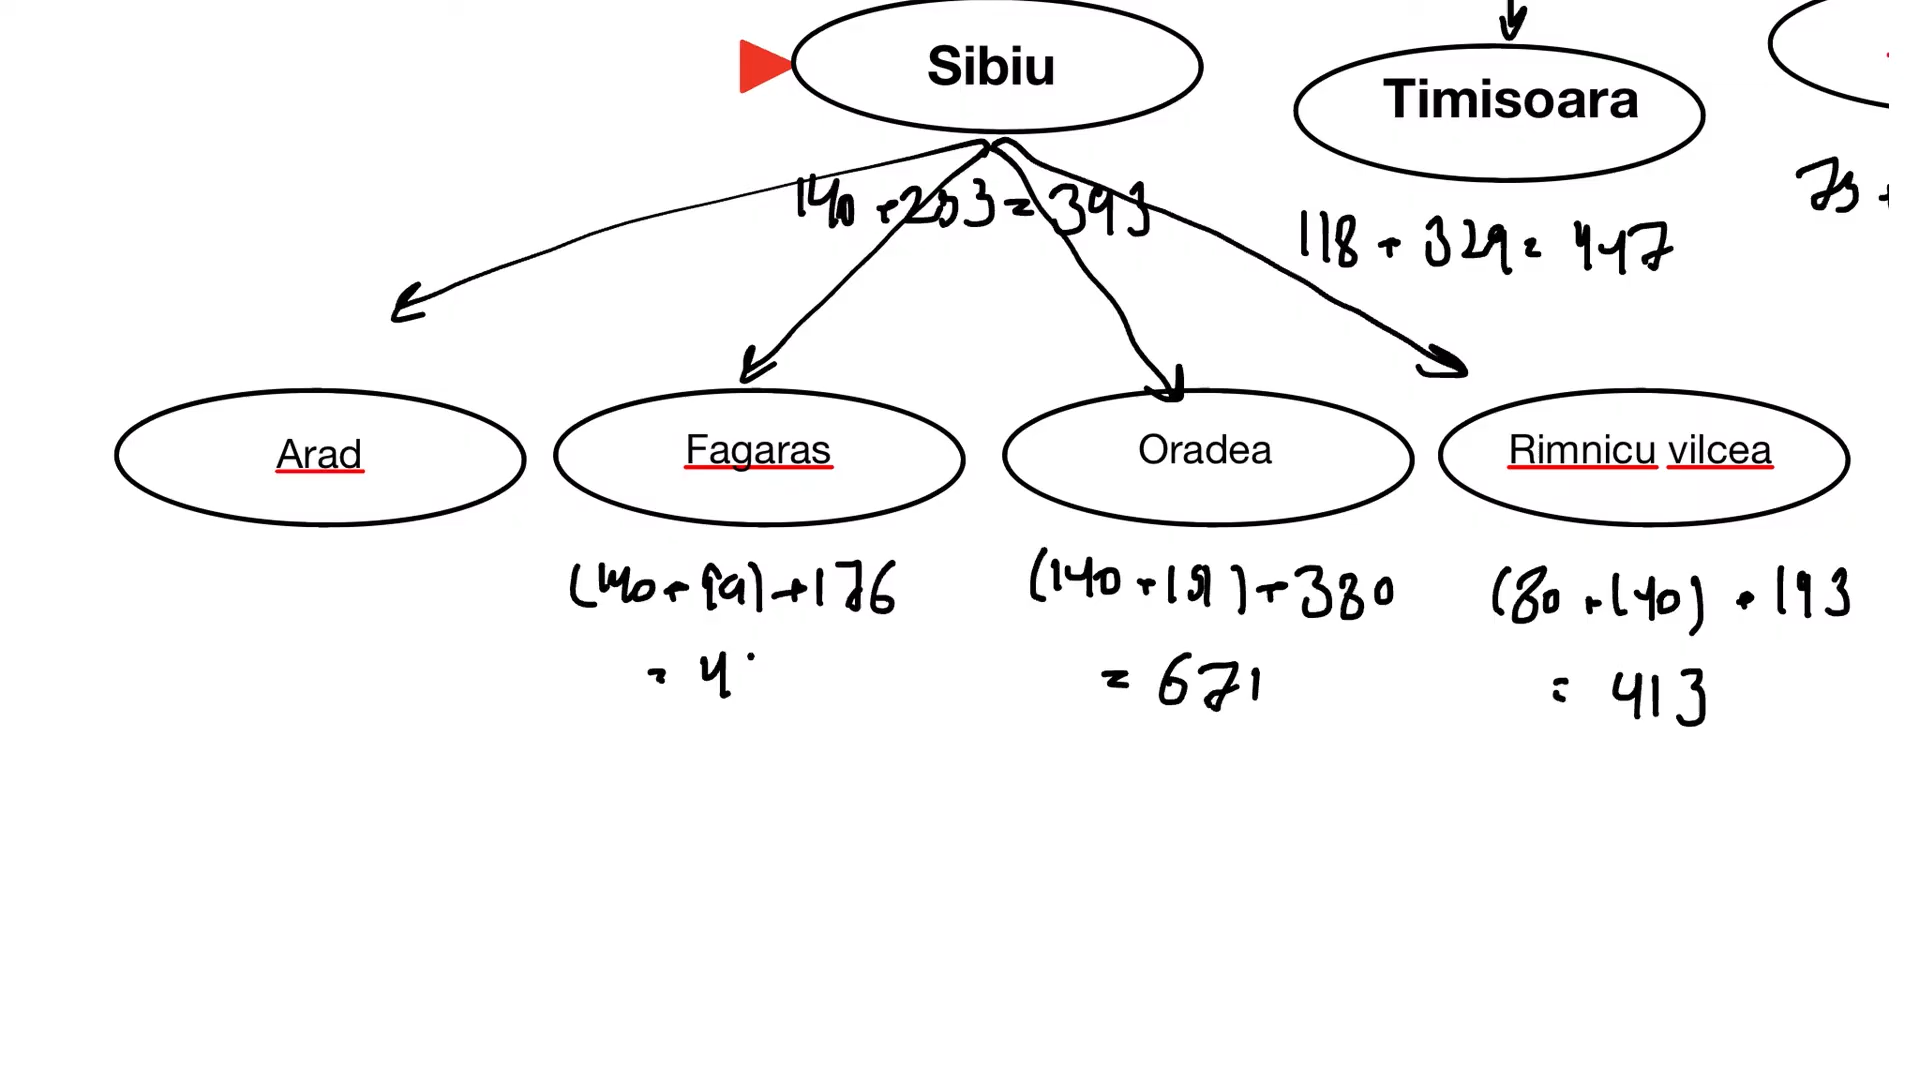 Sibiu
Timisoara
140 + 253 = 393
118 + 329 = 447
75 +
Arad
Fagaras
Oradea
Rimnicu vilcea
(140 + 99) + 176
= 4
(140 + 151) + 380
= 671
(80 + 140) + 193
= 413